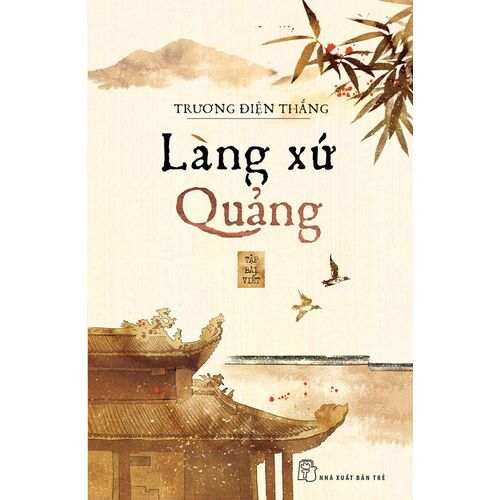 TRƯƠNG ĐIỆN THẮNG
Làng xứ
Quảng
TẬP
BÀI
VIẾT
NHÀ XUẤT BẢN TRẺ